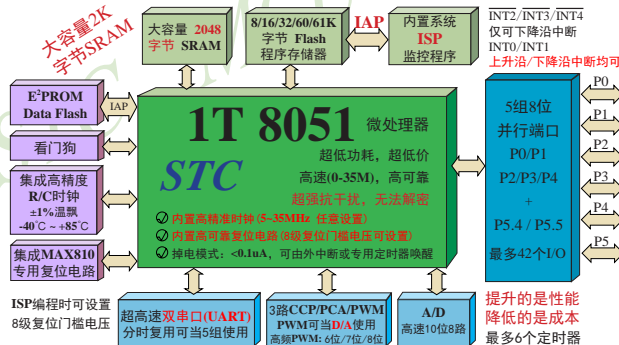 大容量2K
字节SRAM
大容量 2048
字节 SRAM
8/16/32/60/61K
字节 Flash
程序存储器
IAP
内置系统
ISP
监控程序
INT2/INT3/INT4
仅可下降沿中断
INT0/INT1
上升沿/下降沿中断均可
E²PROM
Data Flash
IAP
看门狗
集成高精度
R/C时钟
±1%温飘
-40℃ ~ +85℃
集成MAX810
专用复位电路
ISP编程时可设置
8级复位门槛电压
1T 8051 微处理器
STC
超低功耗，超低价
高速(0-35M)，高可靠
超强抗干扰，无法解密
内置高精准时钟(5~35MHz 任意设置)
内置高可靠复位电路(8级复位门槛电压可设置)
掉电模式：<0.1uA，可由外中断或专用定时器唤醒
5组8位
并行端口
P0/P1
P2/P3/P4
+
P5.4 / P5.5
最多42个I/O
P0
P1
P2
P3
P4
P5
超高速双串口(UART)
分时复用可当5组使用
3路CCP/PCA/PWM
PWM可当D/A使用
高频PWM: 6位/7位/8位
A/D
高速10位8路
提升的是性能
降低的是成本
最多6个定时器